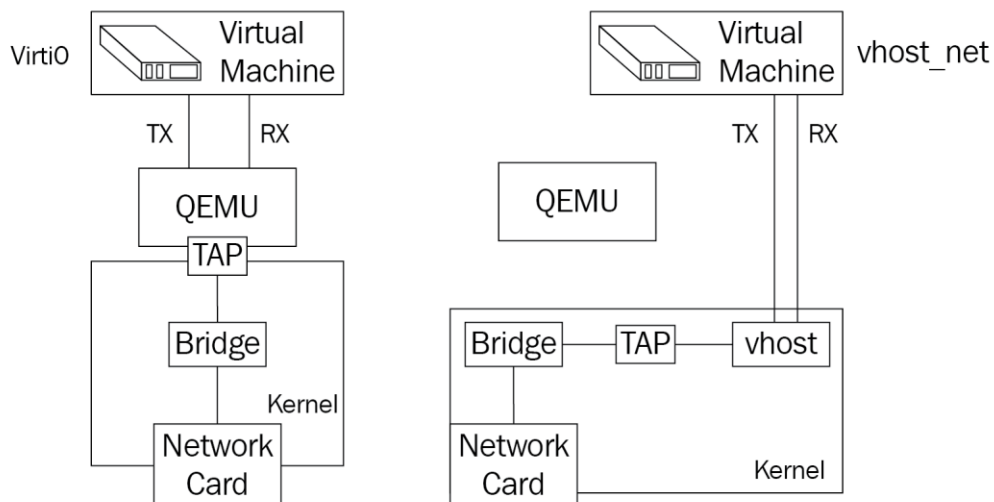 VirtiO
Virtual
Machine
TX
RX
QEMU
TAP
Bridge
Kernel
Network
Card
Virtual
Machine
vhost_net
TX
RX
QEMU
Bridge
TAP
vhost
Network
Card
Kernel